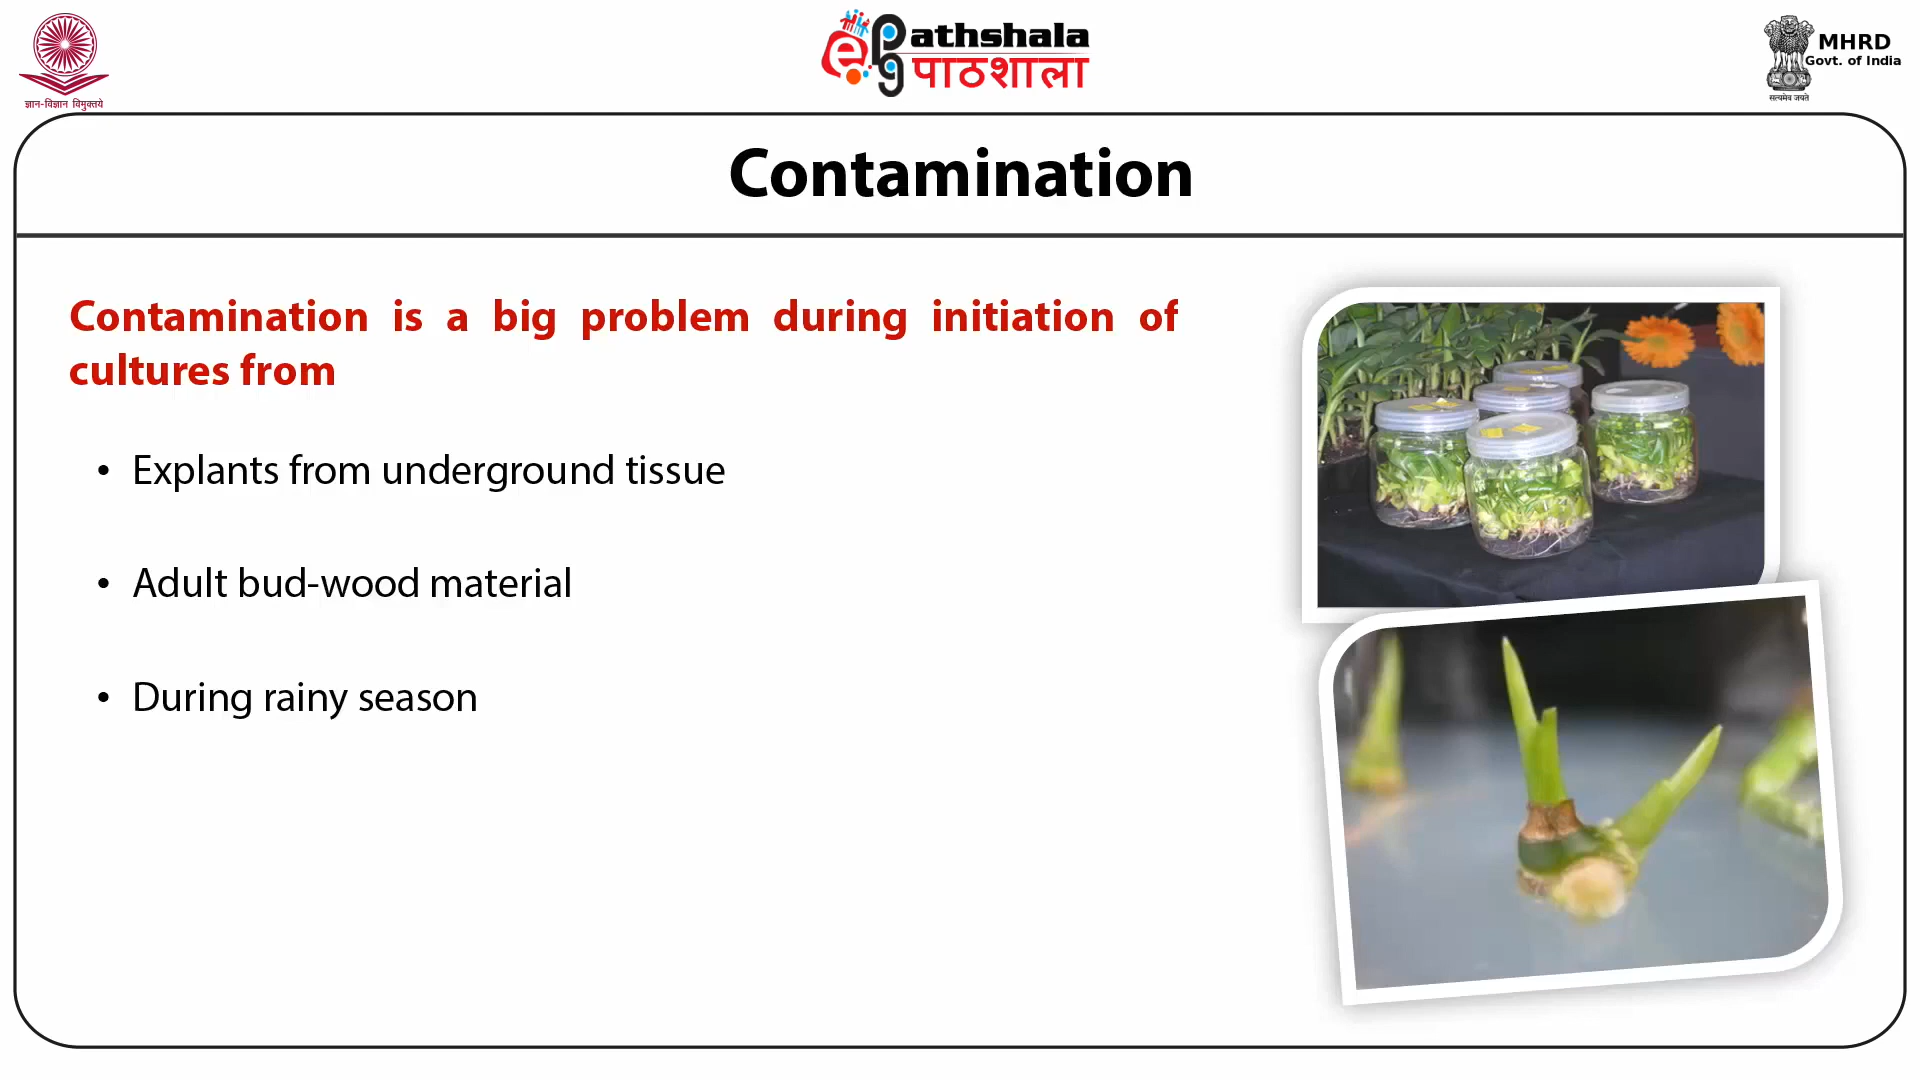 ज्ञान-विज्ञान विमुक्तये
ePGathshala
पाठशाला
MHRD
Govt. of India
सत्यमेव जयते
Contamination
Contamination is a big problem during initiation of
cultures from
• Explants from underground tissue
• Adult bud-wood material
• During rainy season